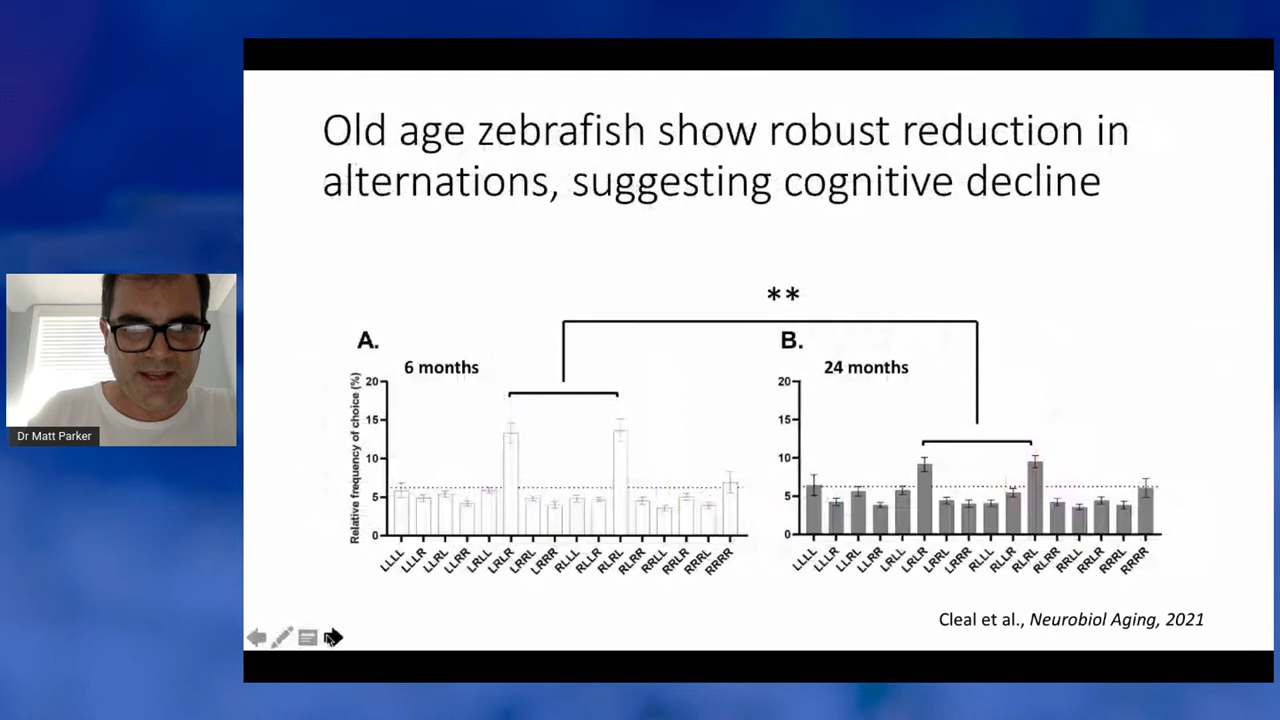 Old age zebrafish show robust reduction in
alternations, suggesting cognitive decline
**
A.
6 months
Relative frequency of choice (%)
20
15
10
5
0
LLLL
LLLR
LLRL
LLRR
LRLL
LRLR
LRRL
LRRR
RLLL
RLLR
RLRL
RLRR
RRLL
RRLR
RRRL
RRRR
B.
24 months
20
15
10
5
0
LLLL
LLLR
LLRL
LLRR
LRLL
LRLR
LRRL
LRRR
RLLL
RLLR
RLRL
RLRR
RRLL
RRLR
RRRL
RRRR
Cleal et al., Neurobiol Aging, 2021
Dr Matt Parker